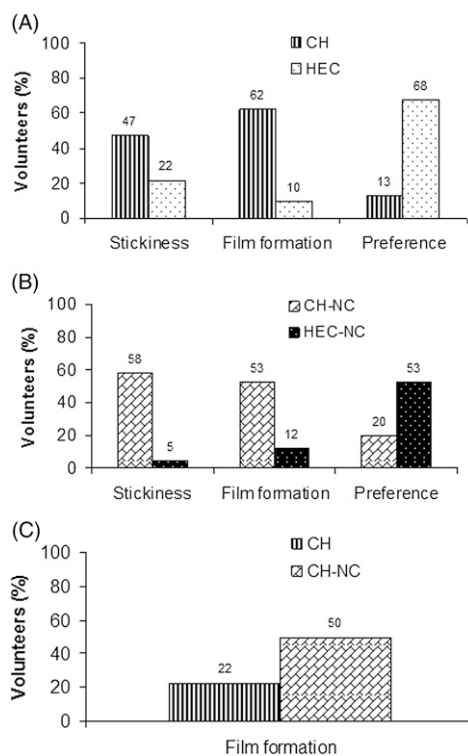 (A)
CH
HEC
Volunteers (%)
100
80
60
40
20
0
47
22
62
10
13
68
Stickiness Film formation Preference
(B)
CH-NC
HEC-NC
Volunteers (%)
100
80
60
40
20
0
58
5
53
12
20
53
Stickiness Film formation Preference
(C)
CH
CH-NC
Volunteers (%)
100
80
60
40
20
0
22
50
Film formation